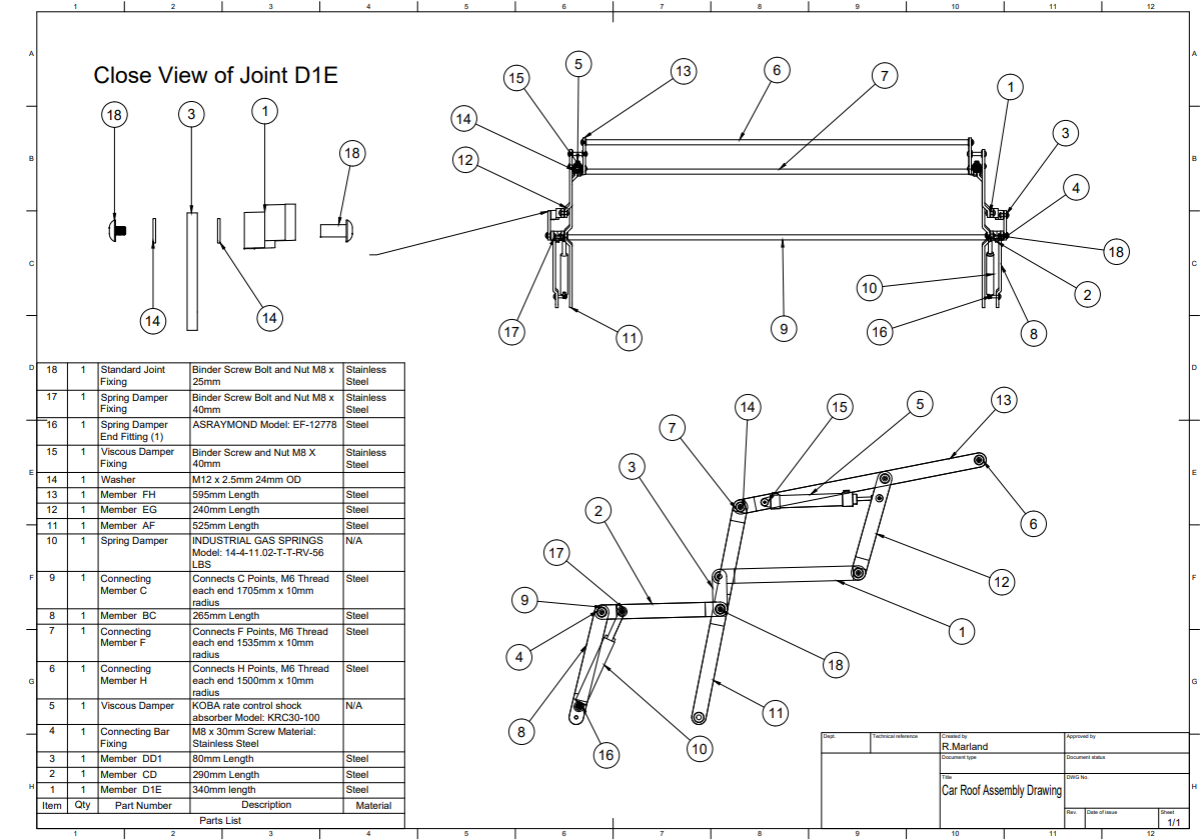 1 2 3 4 5 6 7 8 9 10 11 12
A A
B B
C C
D D
E E
F F
G G
H H
Close View of Joint D1E
18 3 1 18
14 14
15 5 13 6 7 1
14 3
12 4
18
10 2
17 11 9 16 8
7 14 15 5 13
3 6
2
17 12
9 1
4 18
8 16 10 11
18 1 Standard Joint Binder Screw Bolt and Nut M8 x Stainless
Fixing 25mm Steel
17 1 Spring Damper Binder Screw Bolt and Nut M8 x Stainless
Fixing 40mm Steel
16 1 Spring Damper ASRAYMOND Model: EF-12778 Steel
End Fitting (1)
15 1 Viscous Damper Binder Screw and Nut M8 X Stainless
Fixing 40mm Steel
14 1 Washer M12 x 2.5mm 24mm OD
13 1 Member FH 595mm Length Steel
12 1 Member EG 240mm Length Steel
11 1 Member AF 525mm Length Steel
10 1 Spring Damper INDUSTRIAL GAS SPRINGS N/A
Model: 14-4-11.02-T-T-RV-56
LBS
9 1 Connecting Connects C Points, M6 Thread Steel
Member C each end 1705mm x 10mm
radius
8 1 Member BC 265mm Length Steel
7 1 Connecting Connects F Points, M6 Thread Steel
Member F each end 1535mm x 10mm
radius
6 1 Connecting Connects H Points, M6 Thread Steel
Member H each end 1500mm x 10mm
radius
5 1 Viscous Damper KOBA rate control shock N/A
absorber Model: KRC30-100
4 1 Connecting Bar M8 x 30mm Screw Material:
Fixing Stainless Steel
3 1 Member DD1 80mm Length Steel
2 1 Member CD 290mm Length Steel
1 1 Member D1E 340mm length Steel
Item Qty Part Number Description Material
Parts List
Dept. Technical reference Created by Approved by
R.Marland
Document type Document status
Title DWG No.
Car Roof Assembly Drawing
Rev. Date of issue Sheet
1/1
1 2 3 4 5 6 7 8 9 10 11 12